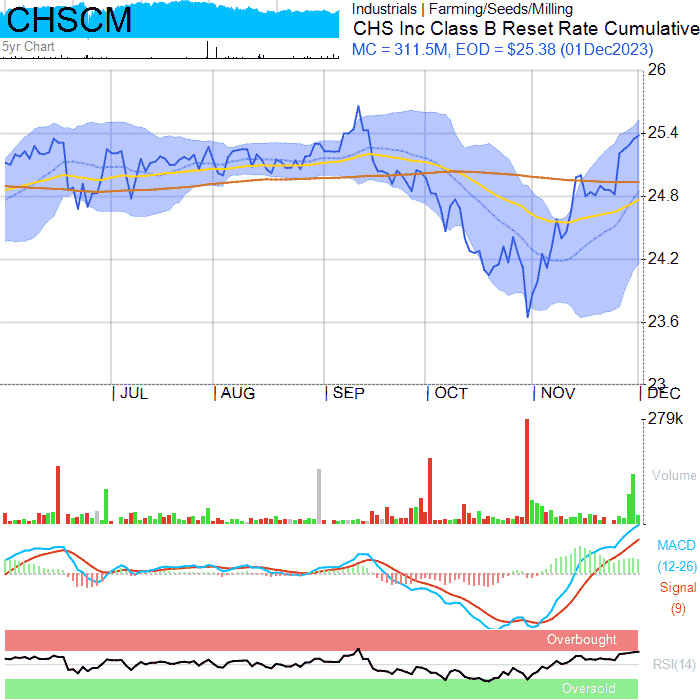 CHSCM
5yr Chart
Industrials | Farming/Seeds/Milling
CHS Inc Class B Reset Rate Cumulative
MC = 311.5M, EOD = $25.38 (01Dec2023)
26
25.4
24.8
24.2
23.6
23
JUL AUG SEP OCT NOV DEC
279k
Volume
MACD
(12-26)
Signal
(9)
Overbought
RSI(14)
Oversold